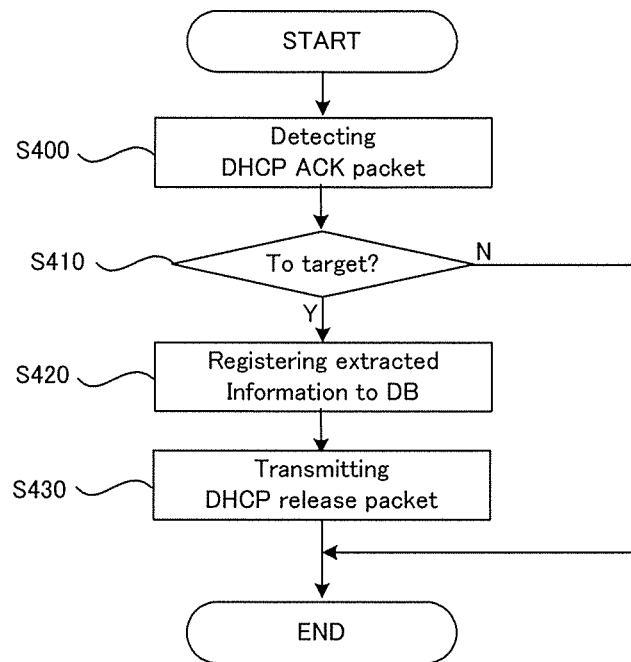 START
S400
Detecting
DHCP ACK packet
S410
To target?
N
Y
S420
Registering extracted
Information to DB
S430
Transmitting
DHCP release packet
END